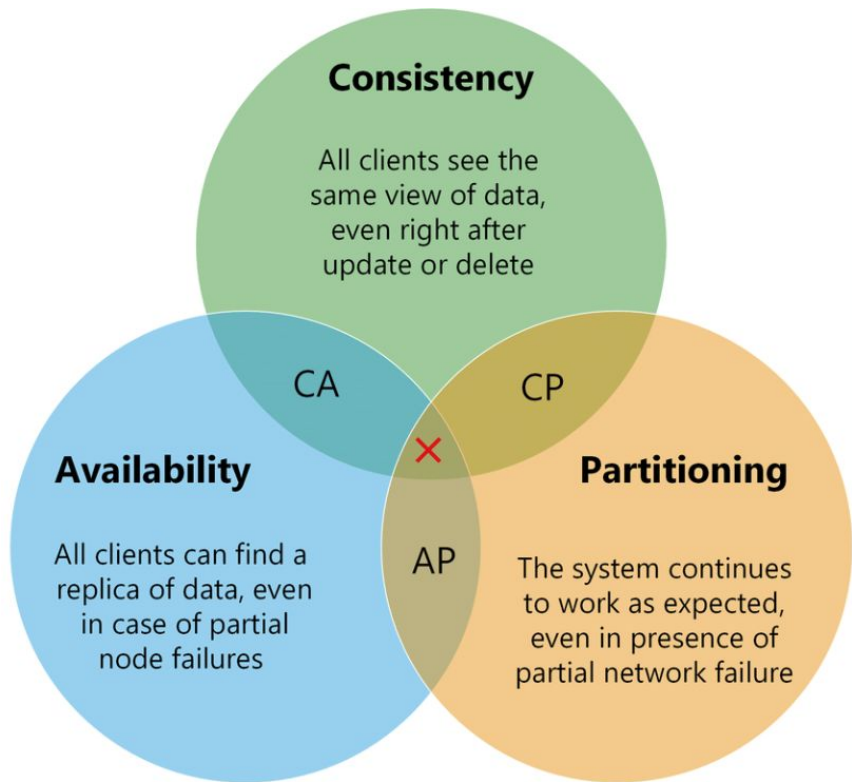 Consistency
All clients see the
same view of data,
even right after
update or delete
CA
CP
Availability
All clients can find a
replica of data, even
in case of partial
node failures
AP
Partitioning
The system continues
to work as expected,
even in presence of
partial network failure